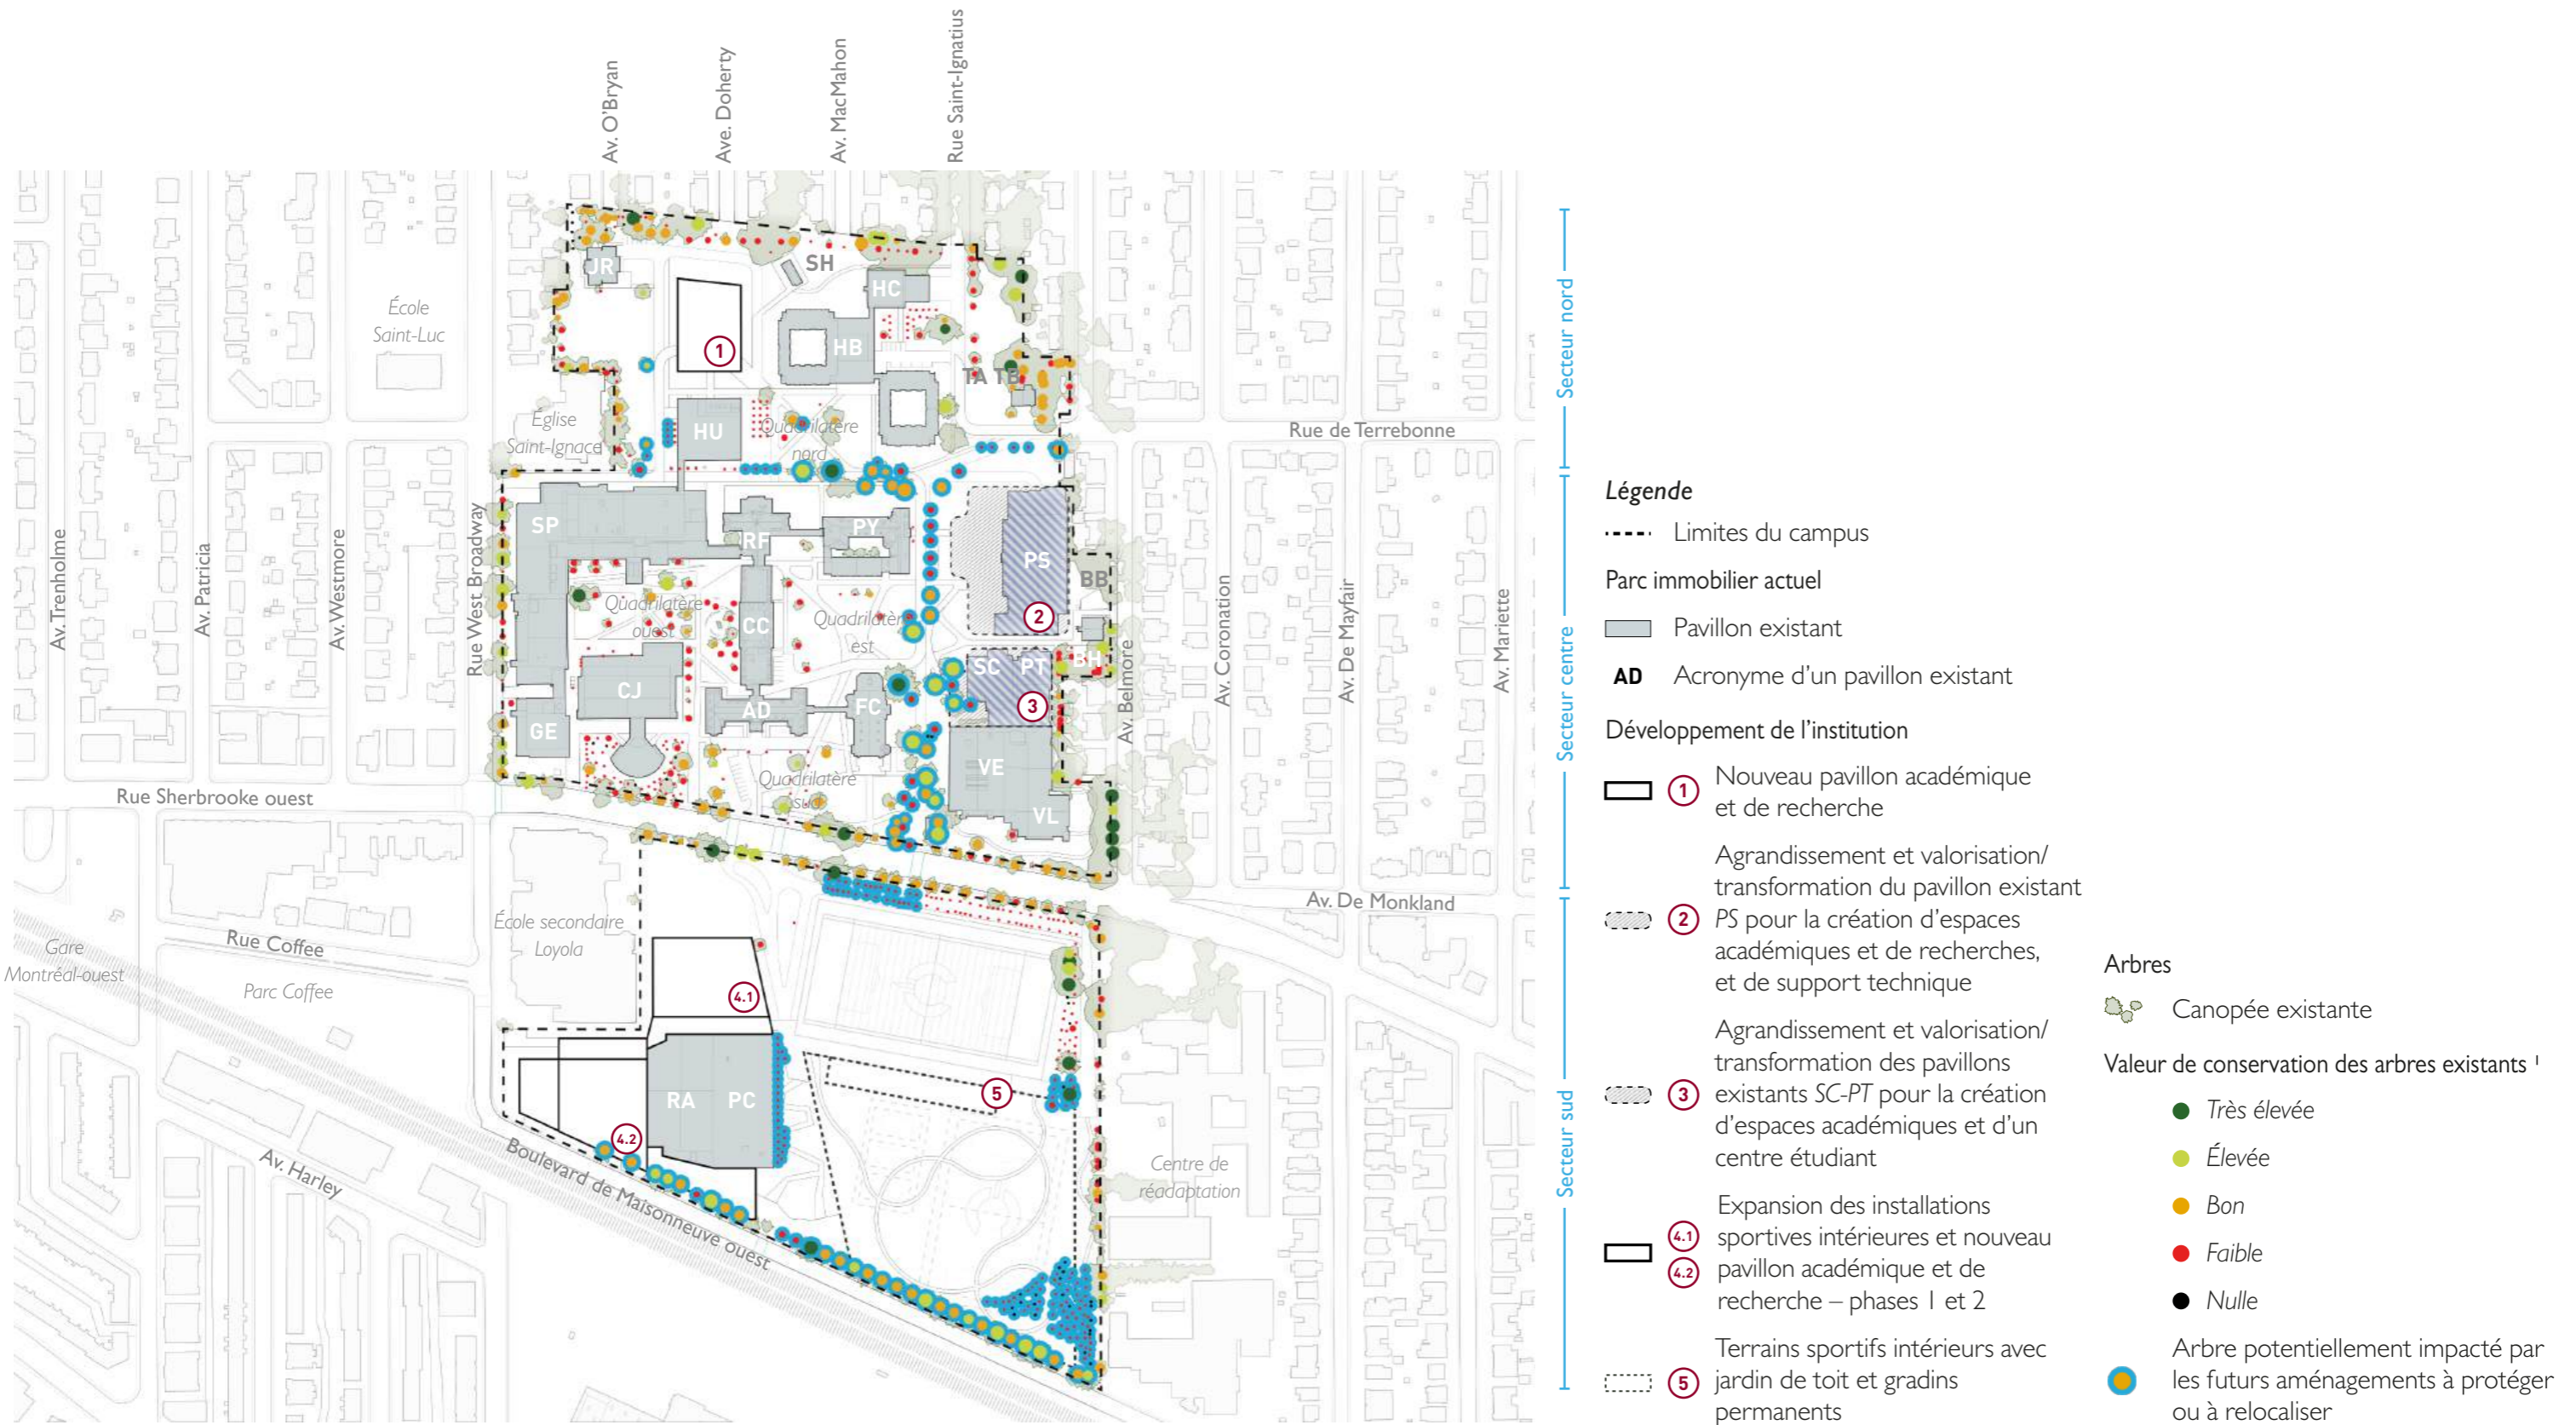 Av. O'Bryan
Ave. Doherty
Av. MacMahon
Rue Saint-Ignatius
JR
SH
HC
École
Saint-Luc
1
HB
TA TB
Église
Saint-Ignace
HU
Quadrilatère
nord
Rue de Terrebonne
SP
RF
PY
PS
BB
2
Av. Trenholme
Av. Patricia
Av. Westmore
Rue West Broadway
Quadrilatère
ouest
CC
Quadrilatère
est
SC PT
BH
3
CJ
AD
FC
GE
Quadrilatère
sud
VE
VL
Av. Belmore
Av. Coronation
Av. De Mayfair
Av. Mariette
Rue Sherbrooke ouest
Av. De Monkland
École secondaire
Loyola
Rue Coffee
Gare
Montréal-ouest
Parc Coffee
4.1
RA
PC
5
4.2
Av. Harley
Boulevard de Maisonneuve ouest
Centre de
réadaptation
Secteur nord
Secteur centre
Secteur sud
Légende
Limites du campus
Parc immobilier actuel
Pavillon existant
AD Acronyme d'un pavillon existant
Développement de l'institution
1 Nouveau pavillon académique
et de recherche
Agrandissement et valorisation/
transformation du pavillon existant
2 PS pour la création d'espaces
académiques et de recherches,
et de support technique
Agrandissement et valorisation/
transformation des pavillons
3 existants SC-PT pour la création
d'espaces académiques et d'un
centre étudiant
Expansion des installations
4.1 sportives intérieures et nouveau
4.2 pavillon académique et de
recherche – phases 1 et 2
Terrains sportifs intérieurs avec
5 jardin de toit et gradins
permanents
Arbres
Canopée existante
Valeur de conservation des arbres existants ¹
Très élevée
Élevée
Bon
Faible
Nulle
Arbre potentiellement impacté par
les futurs aménagements à protéger
ou à relocaliser